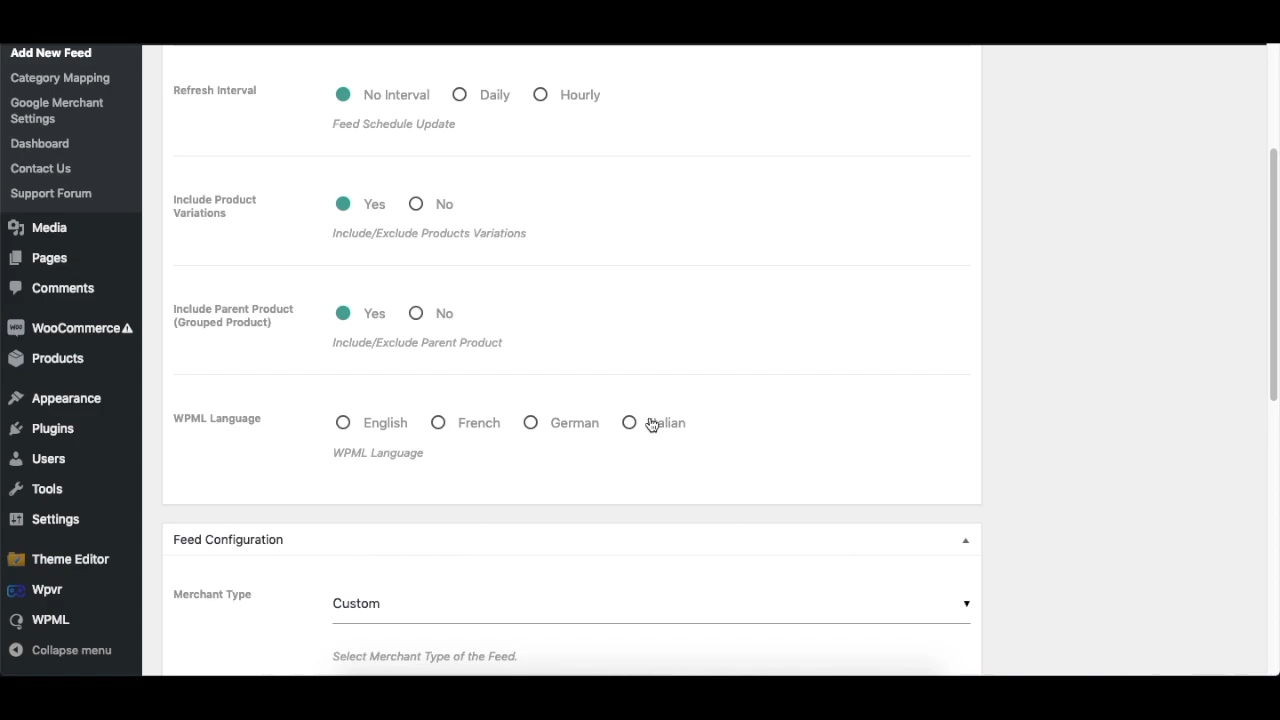 Add New Feed
Category Mapping
Google Merchant
Settings
Dashboard
Contact Us
Support Forum
Media
Pages
Comments
WooCommerce
Products
Appearance
Plugins
Users
Tools
Settings
Theme Editor
Wpvr
WPML
Collapse menu
Refresh Interval
No Interval Daily Hourly
Feed Schedule Update
Include Product
Variations
Yes No
Include/Exclude Products Variations
Include Parent Product
(Grouped Product)
Yes No
Include/Exclude Parent Product
WPML Language
English French German Italian
WPML Language
Feed Configuration
Merchant Type
Custom
Select Merchant Type of the Feed.